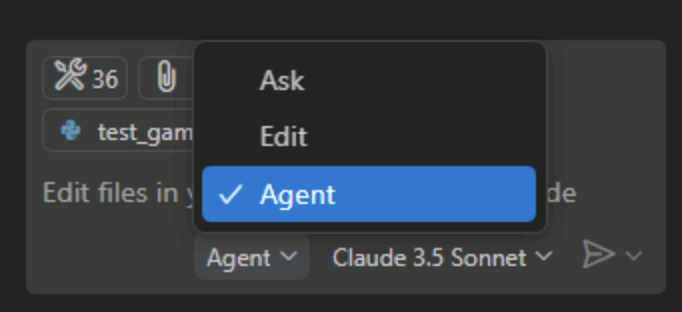 36
Ask
test_gam
Edit
Edit files in
Agent
de
Agent
Claude 3.5 Sonnet